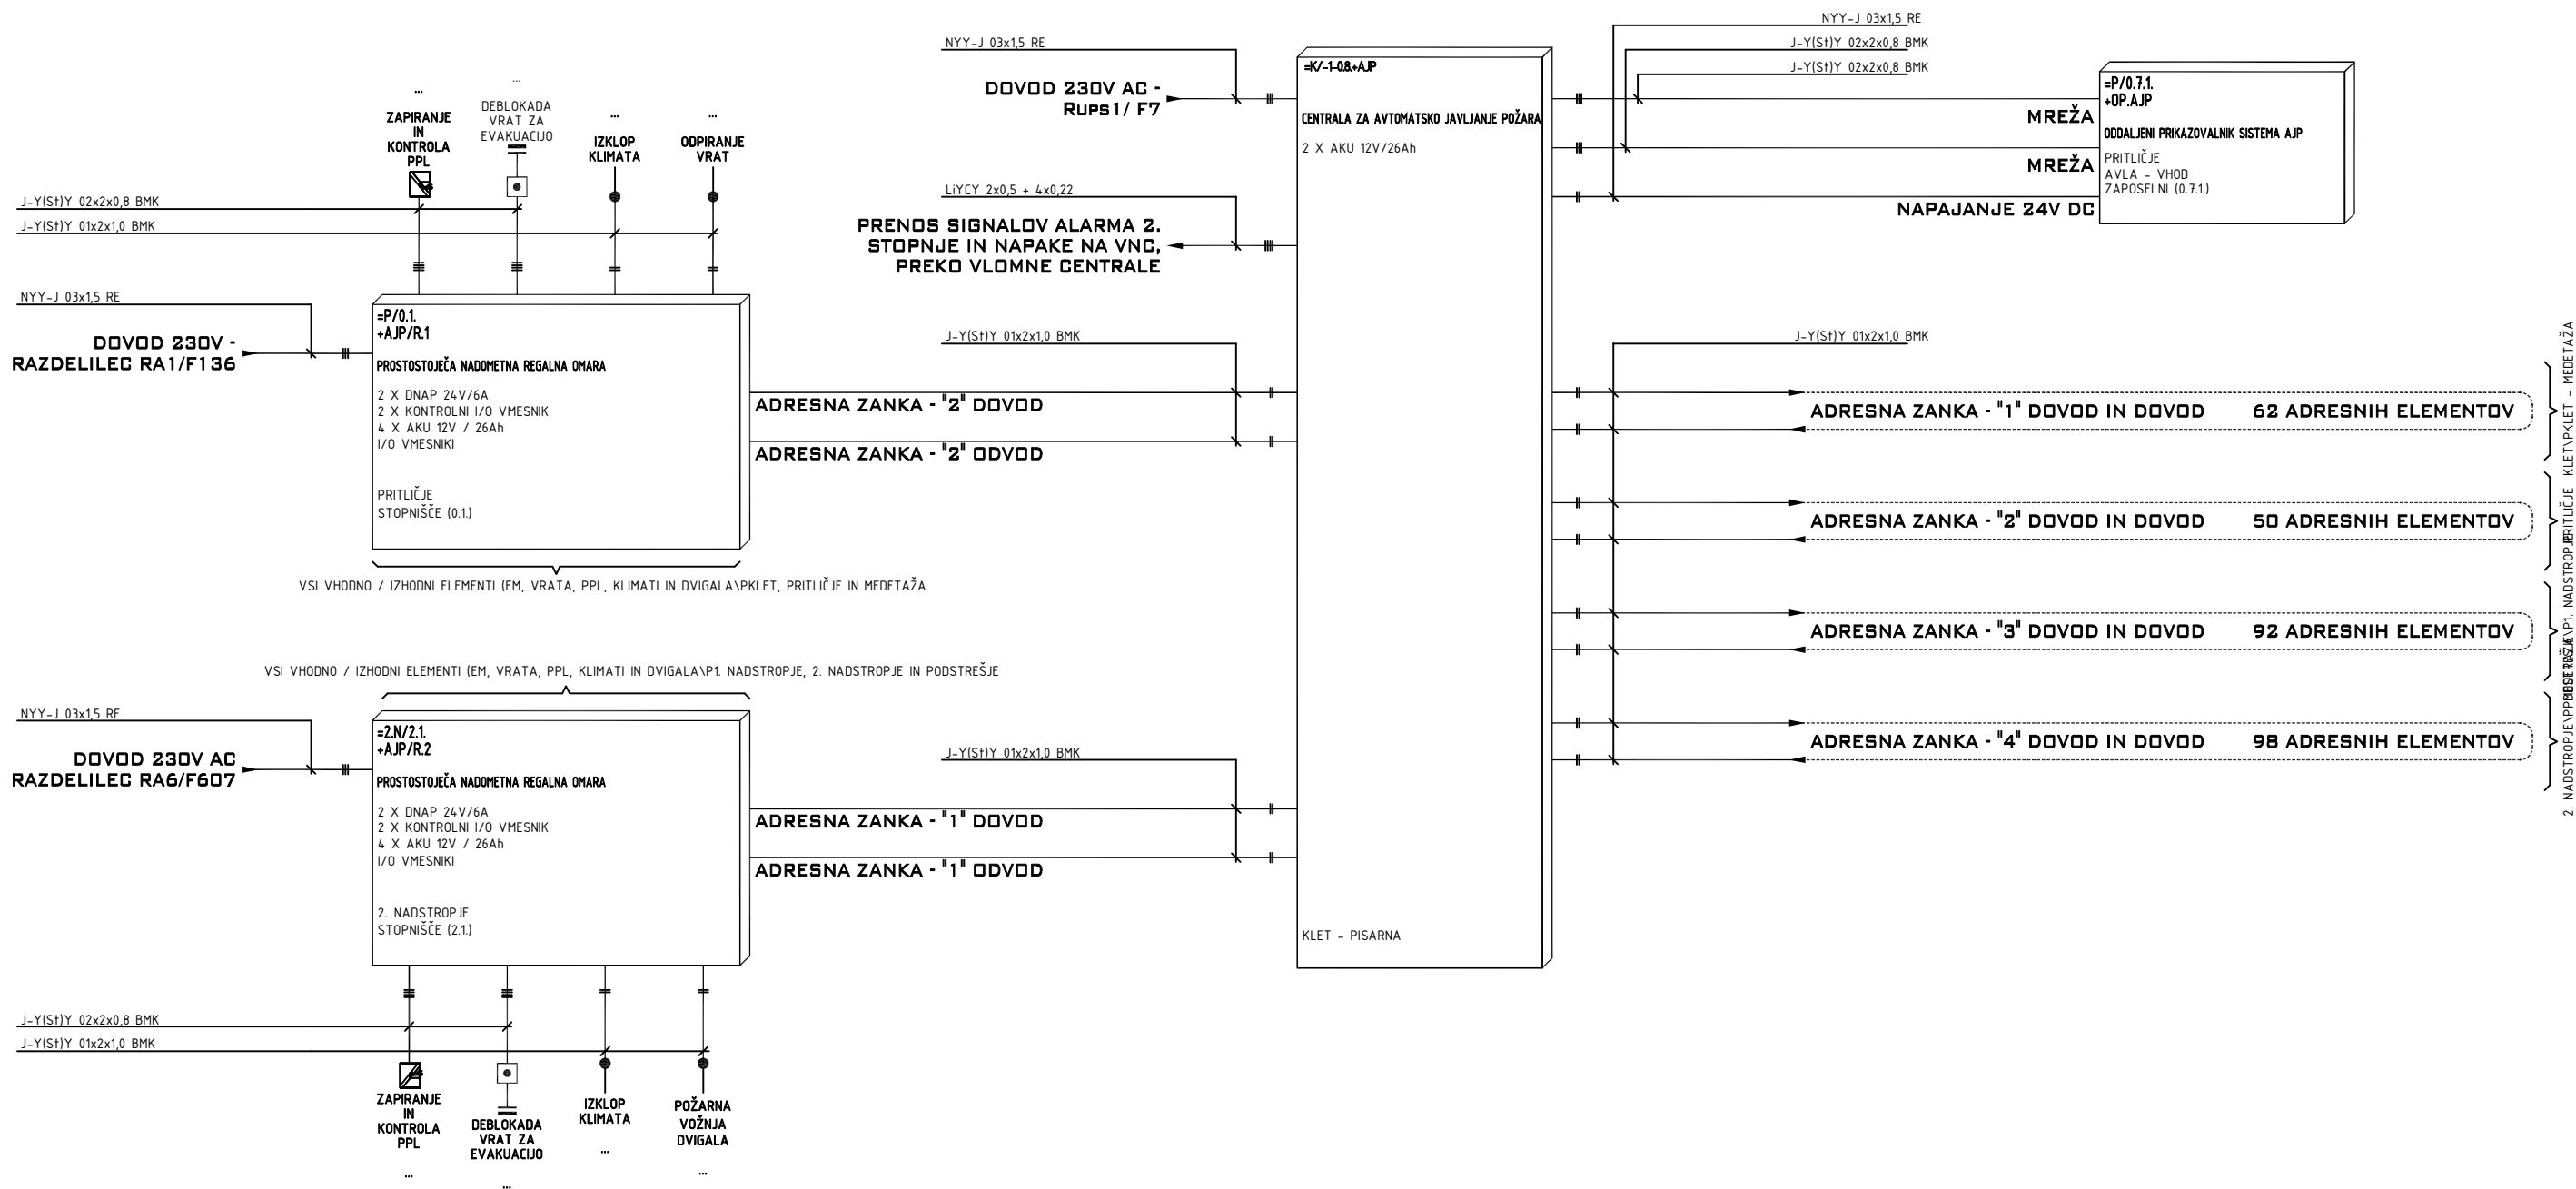 ...
ZAPIRANJE
IN
KONTROLA
PPL
...
DEBLOKADA
VRAT ZA
EVAKUACIJO
...
IZKLOP
KLIMATA
...
ODPIRANJE
VRAT
J-Y(St)Y 02x2x0,8 BMK
J-Y(St)Y 01x2x1,0 BMK
NYY-J 03x1,5 RE
DOVOD 230V -
RAZDELILEC RA1/F136
=P/0.1.
+AJP/R.1
PROSTOSTOJEČA NADOMETNA REGALNA OMARA
2 X DNAP 24V/6A
2 X KONTROLNI I/O VMESNIK
4 X AKU 12V / 26Ah
I/O VMESNIKI
PRITLIČJE
STOPNIŠČE (0.1.)
VSI VHODNO / IZHODNI ELEMENTI (EM, VRATA, PPL, KLIMATI IN DVIGALA\PKLET, PRITLIČJE IN MEDETAŽA
J-Y(St)Y 01x2x1,0 BMK
ADRESNA ZANKA - "2" DOVOD
ADRESNA ZANKA - "2" ODVOD
VSI VHODNO / IZHODNI ELEMENTI (EM, VRATA, PPL, KLIMATI IN DVIGALA\P1. NADSTROPJE, 2. NADSTROPJE IN PODSTREŠJE
NYY-J 03x1,5 RE
DOVOD 230V AC
RAZDELILEC RA6/F607
=2.N/2.1.
+AJP/R.2
PROSTOSTOJEČA NADOMETNA REGALNA OMARA
2 X DNAP 24V/6A
2 X KONTROLNI I/O VMESNIK
4 X AKU 12V / 26Ah
I/O VMESNIKI
2. NADSTROPJE
STOPNIŠČE (2.1.)
J-Y(St)Y 01x2x1,0 BMK
ADRESNA ZANKA - "1" DOVOD
ADRESNA ZANKA - "1" ODVOD
J-Y(St)Y 02x2x0,8 BMK
J-Y(St)Y 01x2x1,0 BMK
ZAPIRANJE
IN
KONTROLA
PPL
...
DEBLOKADA
VRAT ZA
EVAKUACIJO
...
IZKLOP
KLIMATA
...
POŽARNA
VOŽNJA
DVIGALA
...
NYY-J 03x1,5 RE
DOVOD 230V AC -
Rups1/ F7
LiYCY 2x0,5 + 4x0,22
PRENOS SIGNALOV ALARMA 2.
STOPNJE IN NAPAKE NA VNC,
PREKO VLOMNE CENTRALE
=K/-1-0.8.+AJP
CENTRALA ZA AVTOMATSKO JAVLJANJE POŽARA
2 X AKU 12V/26Ah
KLET - PISARNA
NYY-J 03x1,5 RE
J-Y(St)Y 02x2x0,8 BMK
J-Y(St)Y 02x2x0,8 BMK
MREŽA
MREŽA
NAPAJANJE 24V DC
=P/0.7.1.
+OP.AJP
ODDALJENI PRIKAZOVALNIK SISTEMA AJP
PRITLIČJE
AVLA - VHOD
ZAPOSELNI (0.7.1.)
J-Y(St)Y 01x2x1,0 BMK
ADRESNA ZANKA - "1" DOVOD IN DOVOD 62 ADRESNIH ELEMENTOV
ADRESNA ZANKA - "2" DOVOD IN DOVOD 50 ADRESNIH ELEMENTOV
ADRESNA ZANKA - "3" DOVOD IN DOVOD 92 ADRESNIH ELEMENTOV
ADRESNA ZANKA - "4" DOVOD IN DOVOD 98 ADRESNIH ELEMENTOV
KLET\PKLET - MEDETAŽA
PRITLIČJE
NADSTROPJE\P1. NADSTROPJE
2. NADSTROPJE